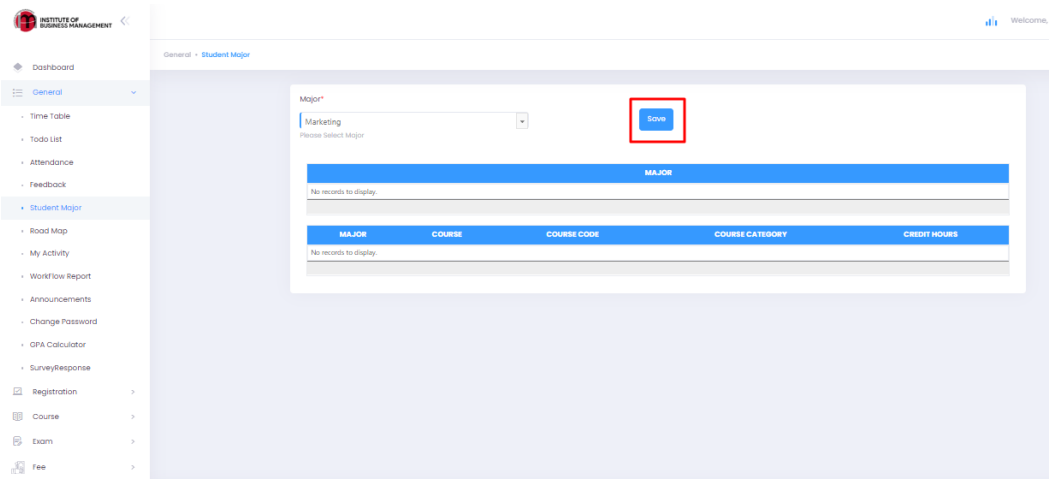 INSTITUTE OF
BUSINESS MANAGEMENT
Welcome,
General
Student Major
Dashboard
General
Time Table
Todo List
Attendance
Feedback
Student Major
Road Map
My Activity
WorkFlow Report
Announcements
Change Password
GPA Calculator
SurveyResponse
Registration
Course
Exam
Fee
Major*
Marketing
Please Select Major
Save
MAJOR
No records to display.
MAJOR COURSE COURSE CODE COURSE CATEGORY CREDIT HOURS
No records to display.